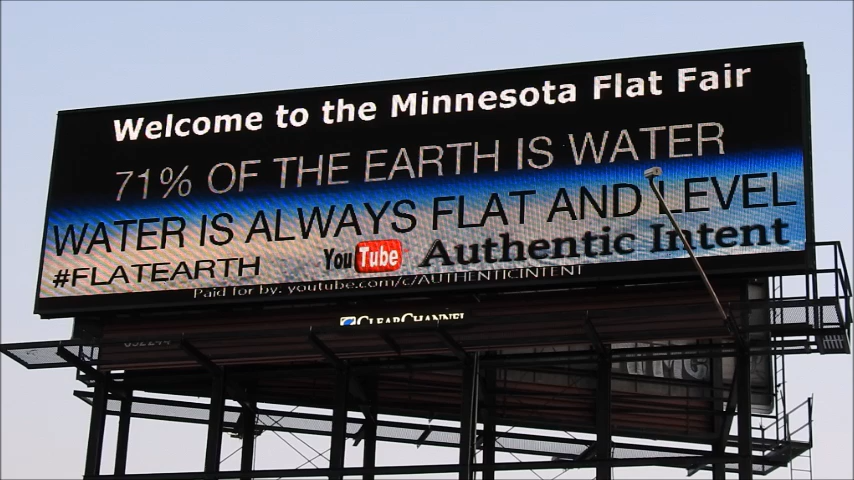 Welcome to the Minnesota Flat Fair
71% OF THE EARTH IS WATER
WATER IS ALWAYS FLAT AND LEVEL
#FLATEARTH YouTube Authentic Intent
Paid for by: youtube.com/c/AUTHENTICINTENT
CLEARCHANNEL